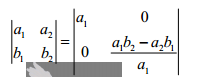 | a₁ a₂ | = | a₁ 0 |
| b₁ b₂ | | 0 (a₁b₂ − a₂b₁)/a₁ |